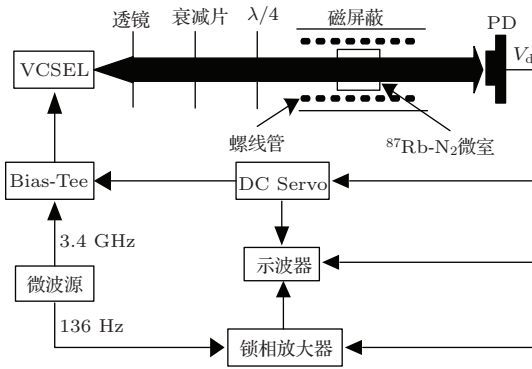 透镜
衰减片
λ/4
磁屏蔽
PD
VCSEL
V_d
螺线管
⁸⁷Rb-N₂微室
Bias-Tee
DC Servo
3.4 GHz
示波器
微波源
136 Hz
锁相放大器